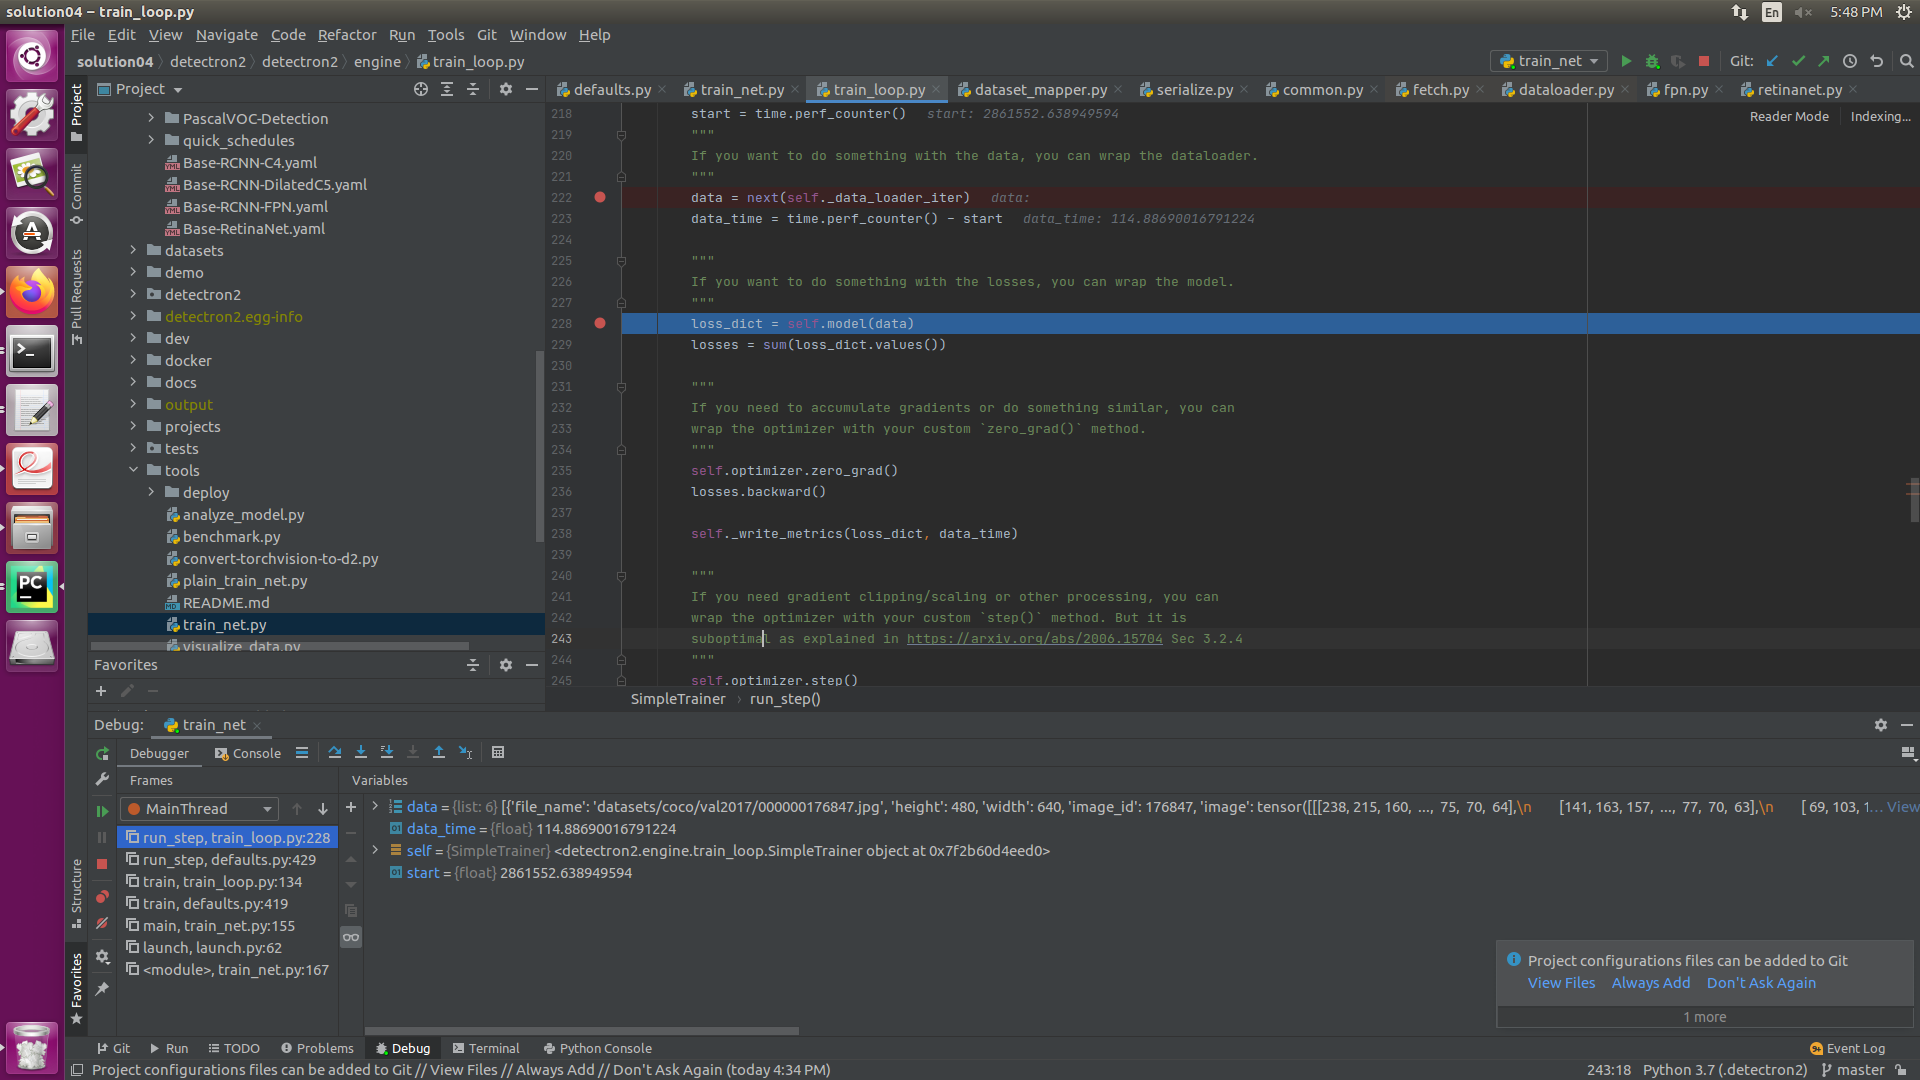 solution04 – train_loop.py
En
5:48 PM
File Edit View Navigate Code Refactor Run Tools Git Window Help
solution04 detectron2 detectron2 engine train_loop.py
train_net
Git:
Project
defaults.py train_net.py train_loop.py dataset_mapper.py serialize.py common.py fetch.py dataloader.py fpn.py retinanet.py
Reader Mode Indexing...
Project
Commit
Pull Requests
Structure
Favorites
PascalVOC-Detection
quick_schedules
Base-RCNN-C4.yaml
Base-RCNN-DilatedC5.yaml
Base-RCNN-FPN.yaml
Base-RetinaNet.yaml
datasets
demo
detectron2
detectron2.egg-info
dev
docker
docs
output
projects
tests
tools
deploy
analyze_model.py
benchmark.py
convert-torchvision-to-d2.py
plain_train_net.py
README.md
train_net.py
visualize_data.py
Favorites
218 start = time.perf_counter() start: 2861552.638949594
219 """
220 If you want to do something with the data, you can wrap the dataloader.
221 """
222 data = next(self._data_loader_iter) data:
223 data_time = time.perf_counter() - start data_time: 114.88690016791224
224
225 """
226 If you want to do something with the losses, you can wrap the model.
227 """
228 loss_dict = self.model(data)
229 losses = sum(loss_dict.values())
230
231 """
232 If you need to accumulate gradients or do something similar, you can
233 wrap the optimizer with your custom `zero_grad()` method.
234 """
235 self.optimizer.zero_grad()
236 losses.backward()
237
238 self._write_metrics(loss_dict, data_time)
239
240 """
241 If you need gradient clipping/scaling or other processing, you can
242 wrap the optimizer with your custom `step()` method. But it is
243 suboptimal as explained in https://arxiv.org/abs/2006.15704 Sec 3.2.4
244 """
245 self.optimizer.step()
SimpleTrainer › run_step()
Debug: train_net
Debugger Console
Frames
MainThread
run_step, train_loop.py:228
run_step, defaults.py:429
train, train_loop.py:134
train, defaults.py:419
main, train_net.py:155
launch, launch.py:62
<module>, train_net.py:167
Variables
data = {list: 6} [{'file_name': 'datasets/coco/val2017/000000176847.jpg', 'height': 480, 'width': 640, 'image_id': 176847, 'image': tensor([[[238, 215, 160, ..., 75, 70, 64],\n [141, 163, 157, ..., 77, 70, 63],\n [ 69, 103, 1... View
data_time = {float} 114.88690016791224
self = {SimpleTrainer} <detectron2.engine.train_loop.SimpleTrainer object at 0x7f2b60d4eed0>
start = {float} 2861552.638949594
Project configurations files can be added to Git
View Files Always Add Don't Ask Again
1 more
Git Run TODO Problems Debug Terminal Python Console
Event Log
Project configurations files can be added to Git // View Files // Always Add // Don't Ask Again (today 4:34 PM)
243:18 Python 3.7 (.detectron2) master
PC